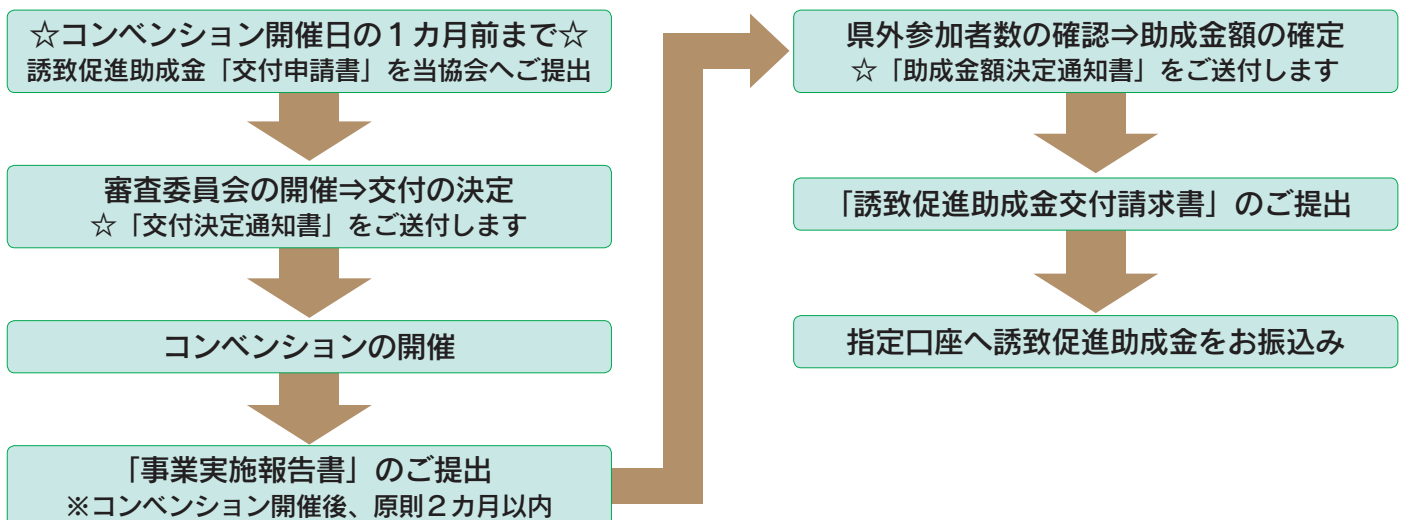 ☆コンベンション開催日の１カ月前まで☆
誘致促進助成金「交付申請書」を当協会へご提出
審査委員会の開催⇒交付の決定
☆「交付決定通知書」をご送付します
コンベンションの開催
「事業実施報告書」のご提出
※コンベンション開催後、原則２カ月以内
県外参加者数の確認⇒助成金額の確定
☆「助成金額決定通知書」をご送付します
「誘致促進助成金交付請求書」のご提出
指定口座へ誘致促進助成金をお振込み